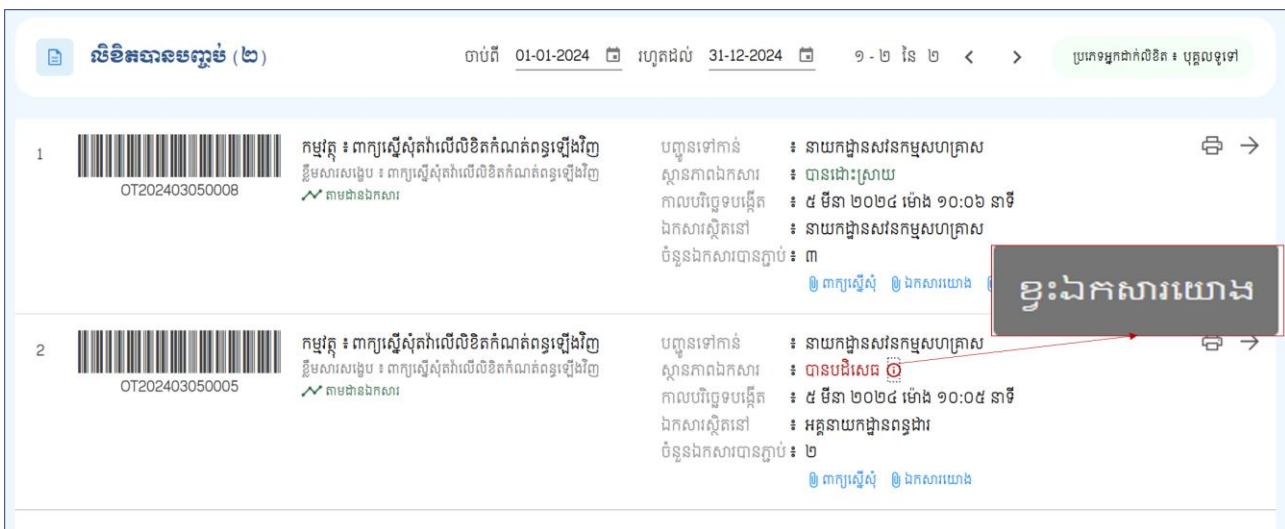 លិខិតបានបញ្ចប់ (២)
ចាប់ពី 01-01-2024 រហូតដល់ 31-12-2024 ១ - ២ នៃ ២
ប្រភេទអ្នកដាក់លិខិត ៖ បុគ្គលទូទៅ
1
OT202403050008
កម្មវត្ថុ ៖ ពាក្យស្នើសុំតវ៉ាលើលិខិតកំណត់ពន្ធឡើងវិញ
ខ្លឹមសារសង្ខេប ៖ ពាក្យស្នើសុំតវ៉ាលើលិខិតកំណត់ពន្ធឡើងវិញ
តាមដានឯកសារ
បញ្ជូនទៅកាន់ ៖ នាយកដ្ឋានសវនកម្មសហគ្រាស
ស្ថានភាពឯកសារ ៖ បានដោះស្រាយ
កាលបរិច្ឆេទបង្កើត ៖ ៥ មីនា ២០២៤ ម៉ោង ១០:០៦ នាទី
ឯកសារស្ថិតនៅ ៖ នាយកដ្ឋានសវនកម្មសហគ្រាស
ចំនួនឯកសារបានភ្ជាប់ ៖ ៣
ពាក្យស្នើសុំ ឯកសារយោង
ខ្វះឯកសារយោង
2
OT202403050005
កម្មវត្ថុ ៖ ពាក្យស្នើសុំតវ៉ាលើលិខិតកំណត់ពន្ធឡើងវិញ
ខ្លឹមសារសង្ខេប ៖ ពាក្យស្នើសុំតវ៉ាលើលិខិតកំណត់ពន្ធឡើងវិញ
តាមដានឯកសារ
បញ្ជូនទៅកាន់ ៖ នាយកដ្ឋានសវនកម្មសហគ្រាស
ស្ថានភាពឯកសារ ៖ បានបដិសេធ
កាលបរិច្ឆេទបង្កើត ៖ ៥ មីនា ២០២៤ ម៉ោង ១០:០៥ នាទី
ឯកសារស្ថិតនៅ ៖ អគ្គនាយកដ្ឋានពន្ធដារ
ចំនួនឯកសារបានភ្ជាប់ ៖ ២
ពាក្យស្នើសុំ ឯកសារយោង